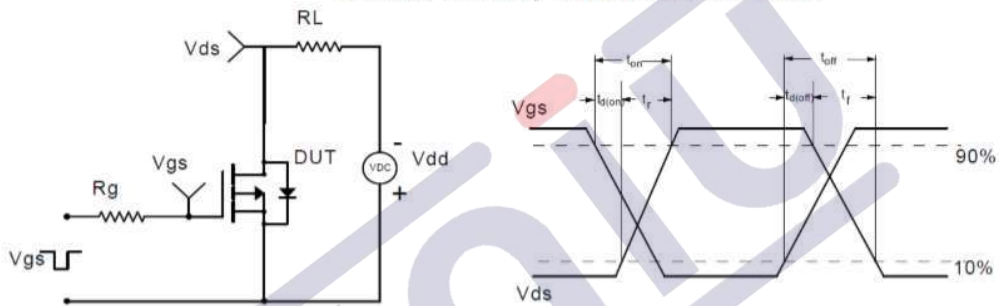 RL
Vds
Vgs
DUT
VDC
-
Vdd
+
Rg
Vgs
ton
toff
td(on)
tr
td(off)
tf
Vgs
90%
10%
Vds